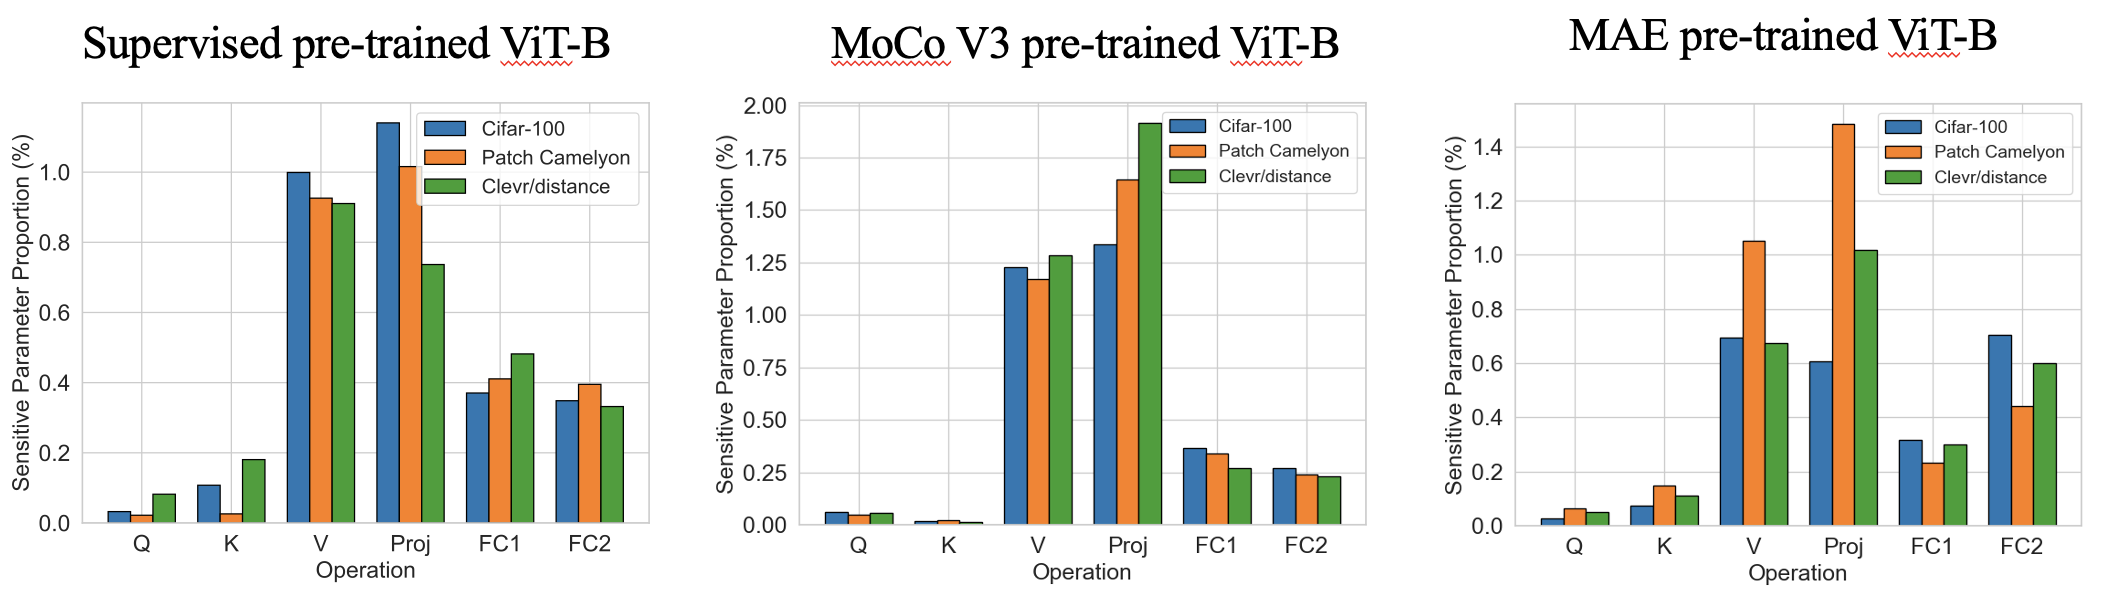 Supervised pre-trained ViT-B
Sensitive Parameter Proportion (%)
1.0
0.8
0.6
0.4
0.2
0.0
Cifar-100
Patch Camelyon
Clevr/distance
Q K V Proj FC1 FC2
Operation
MoCo V3 pre-trained ViT-B
Sensitive Parameter Proportion (%)
2.00
1.75
1.50
1.25
1.00
0.75
0.50
0.25
0.00
Cifar-100
Patch Camelyon
Clevr/distance
Q K V Proj FC1 FC2
Operation
MAE pre-trained ViT-B
Sensitive Parameter Proportion (%)
1.4
1.2
1.0
0.8
0.6
0.4
0.2
0.0
Cifar-100
Patch Camelyon
Clevr/distance
Q K V Proj FC1 FC2
Operation